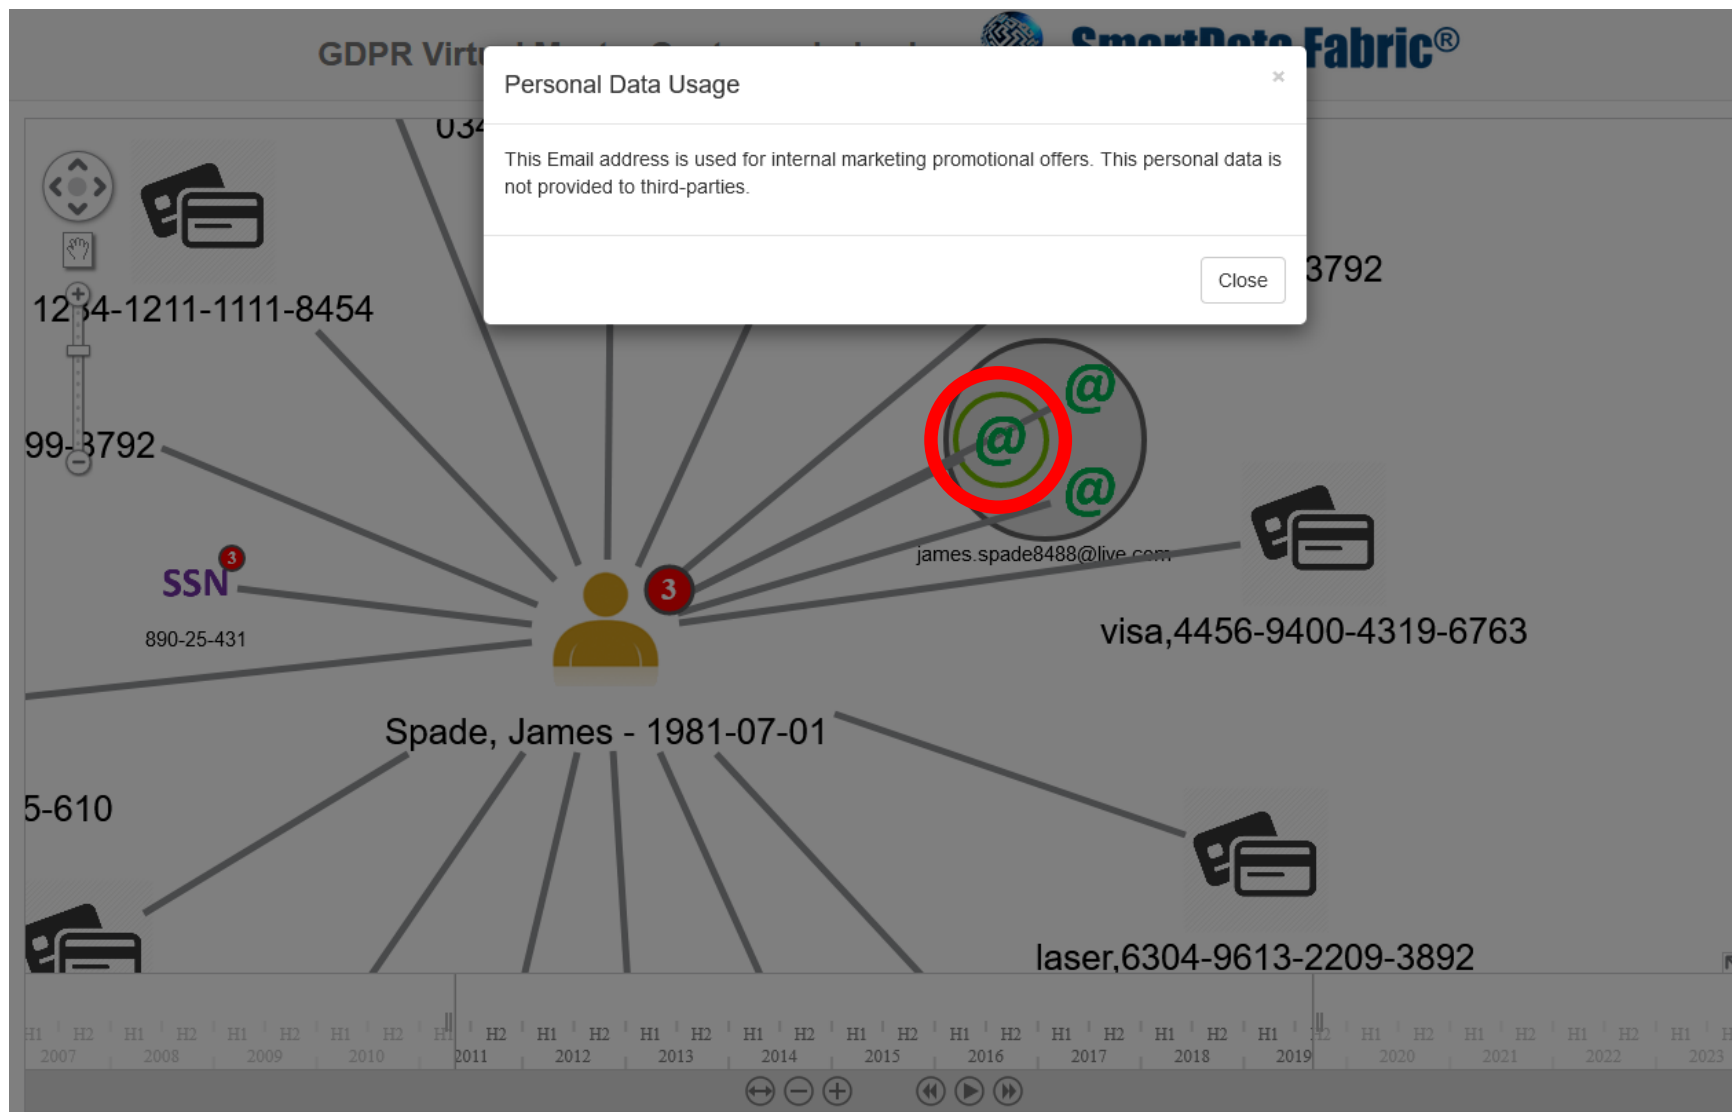 GDPR Virtu
SmartData Fabric®
Personal Data Usage
×
This Email address is used for internal marketing promotional offers. This personal data is
not provided to third-parties.
Close
034
3792
1234-1211-1111-8454
99-3792
@
@
@
james.spade8488@live.com
3
SSN
890-25-431
3
visa,4456-9400-4319-6763
Spade, James - 1981-07-01
5-610
laser,6304-9613-2209-3892
H1 H2 H1 H2 H1 H2 H1 H2 H1 H2 H1 H2 H1 H2 H1 H2 H1 H2 H1 H2 H1 H2 H1 H2 H1 H2 H1 H2 H1 H2 H1 H2 H1
2007 2008 2009 2010 2011 2012 2013 2014 2015 2016 2017 2018 2019 2020 2021 2022 2023